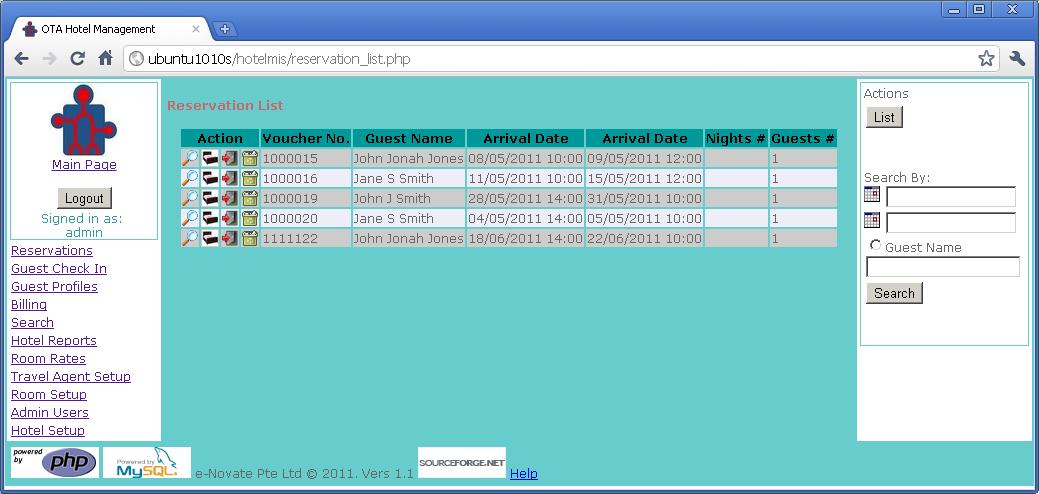 OTA Hotel Management
ubuntu1010s/hotelmis/reservation_list.php
Main Page
Logout
Signed in as:
admin
Reservations
Guest Check In
Guest Profiles
Billing
Search
Hotel Reports
Room Rates
Travel Agent Setup
Room Setup
Admin Users
Hotel Setup
Reservation List
Action Voucher No. Guest Name Arrival Date Arrival Date Nights # Guests #
1000015 John Jonah Jones 08/05/2011 10:00 09/05/2011 12:00 1
1000016 Jane S Smith 11/05/2011 10:00 15/05/2011 12:00 1
1000019 John J Smith 28/05/2011 14:00 31/05/2011 10:00 1
1000020 Jane S Smith 04/05/2011 14:00 05/05/2011 10:00 1
1111122 John Jonah Jones 18/06/2011 14:00 22/06/2011 10:00 1
Actions
List
Search By:
Guest Name
Search
powered
by php
Powered by
MySQL.
e-Novate Pte Ltd © 2011. Vers 1.1
SOURCEFORGE.NET
Help